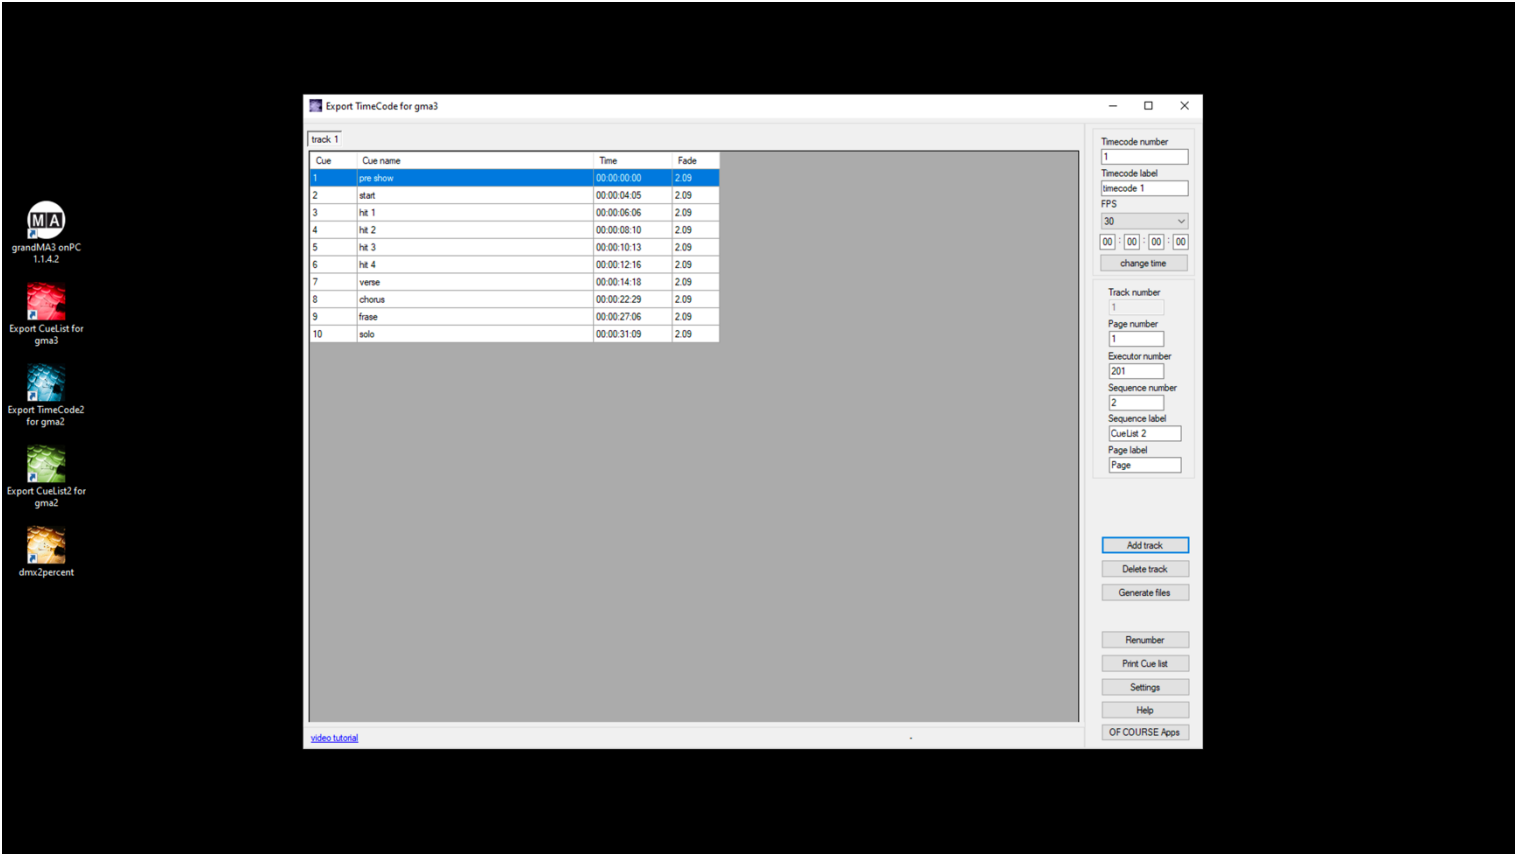 MA
grandMA3 onPC
1.1.4.2
Export CueList for
gma3
Export TimeCode2
for gma2
Export CueList2 for
gma2
dmx2percent
Export TimeCode for gma3
track 1
Cue Cue name Time Fade
1 pre show 00:00:00:00 2.09
2 start 00:00:04:05 2.09
3 hit 1 00:00:06:06 2.09
4 hit 2 00:00:08:10 2.09
5 hit 3 00:00:10:13 2.09
6 hit 4 00:00:12:16 2.09
7 verse 00:00:14:18 2.09
8 chorus 00:00:22:29 2.09
9 frase 00:00:27:06 2.09
10 solo 00:00:31:09 2.09
video tutorial
-
Timecode number
1
Timecode label
timecode 1
FPS
30
00 : 00 : 00 : 00
change time
Track number
1
Page number
1
Executor number
201
Sequence number
2
Sequence label
CueList 2
Page label
Page
Add track
Delete track
Generate files
Renumber
Print Cue list
Settings
Help
OF COURSE Apps